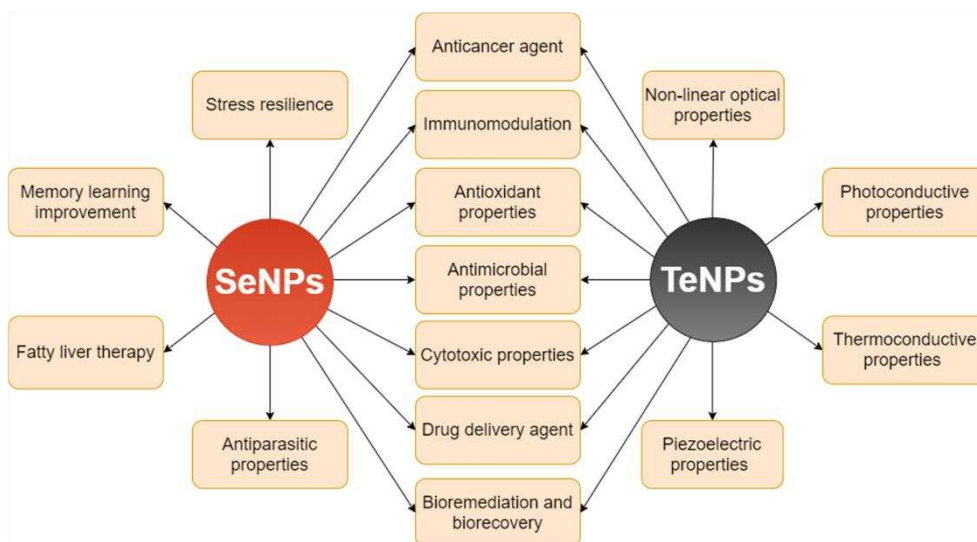 Anticancer agent
Stress resilience
Non-linear optical
properties
Immunomodulation
Memory learning
improvement
Antioxidant
properties
Photoconductive
properties
SeNPs
TeNPs
Antimicrobial
properties
Fatty liver therapy
Cytotoxic properties
Thermoconductive
properties
Drug delivery agent
Antiparasitic
properties
Piezoelectric
properties
Bioremediation and
biorecovery